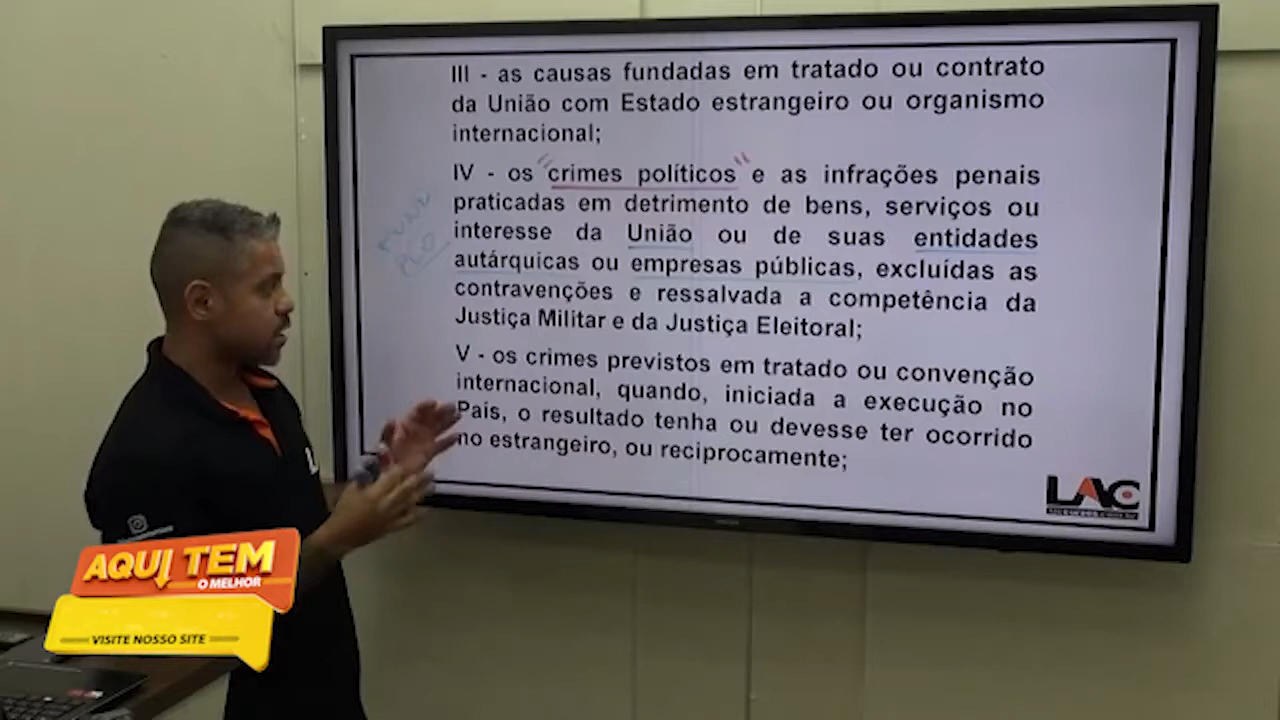 III - as causas fundadas em tratado ou contrato
da União com Estado estrangeiro ou organismo
internacional;
IV - os "crimes políticos" e as infrações penais
praticadas em detrimento de bens, serviços ou
interesse da União ou de suas entidades
autárquicas ou empresas públicas, excluídas as
contravenções e ressalvada a competência da
Justiça Militar e da Justiça Eleitoral;
V - os crimes previstos em tratado ou convenção
internacional, quando, iniciada a execução no
País, o resultado tenha ou devesse ter ocorrido
no estrangeiro, ou reciprocamente;
LAC
AQUI TEM
O MELHOR
VISITE NOSSO SITE